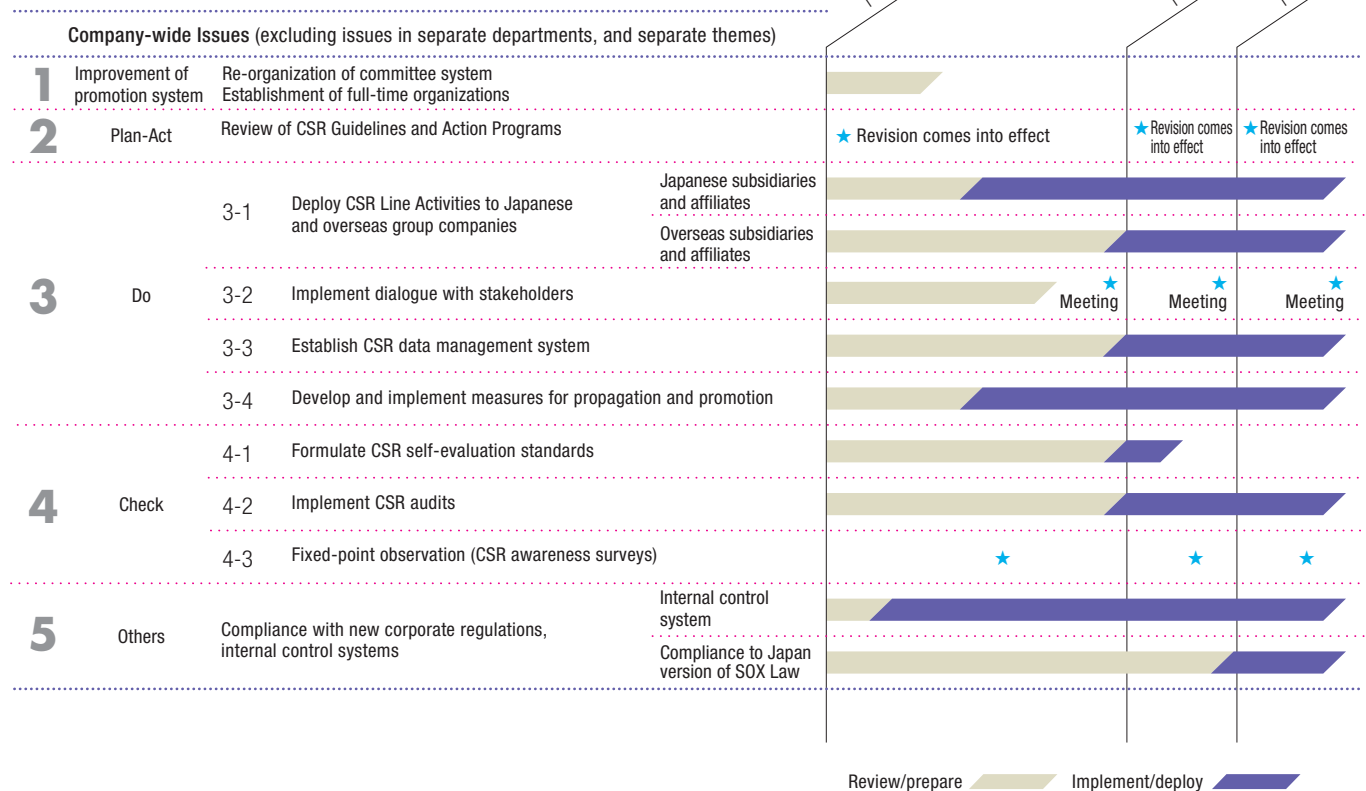 Company-wide Issues (excluding issues in separate departments, and separate themes)
1
Improvement of
promotion system
Re-organization of committee system
Establishment of full-time organizations
2
Plan-Act
Review of CSR Guidelines and Action Programs
★ Revision comes into effect
★ Revision comes
into effect
★ Revision comes
into effect
3
Do
3-1
Deploy CSR Line Activities to Japanese
and overseas group companies
Japanese subsidiaries
and affiliates
Overseas subsidiaries
and affiliates
3-2
Implement dialogue with stakeholders
★
Meeting
★
Meeting
★
Meeting
3-3
Establish CSR data management system
3-4
Develop and implement measures for propagation and promotion
4
Check
4-1
Formulate CSR self-evaluation standards
4-2
Implement CSR audits
4-3
Fixed-point observation (CSR awareness surveys)
★ ★ ★
5
Others
Compliance with new corporate regulations,
internal control systems
Internal control
system
Compliance to Japan
version of SOX Law
Review/prepare
Implement/deploy